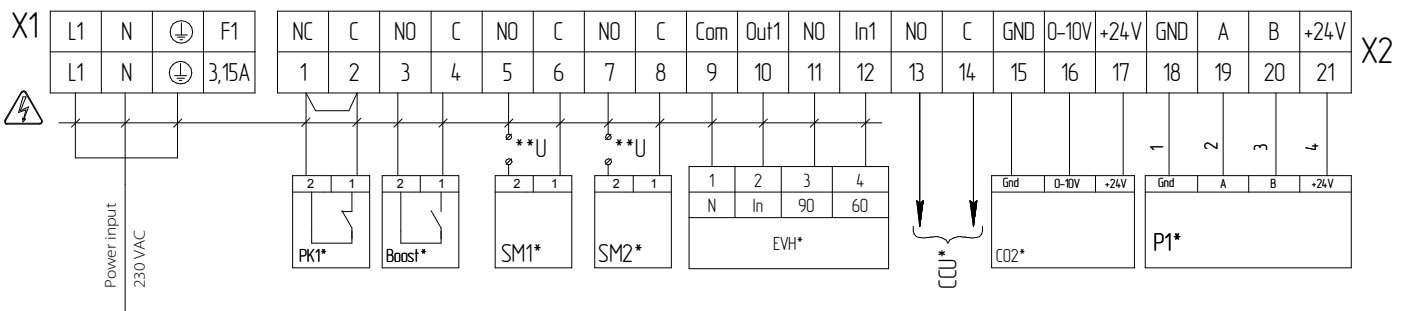 X1 L1 N F1 NC C NO C NO C NO C Com Out1 NO In1 NO C GND 0-10V +24V GND A B +24V X2
L1 N 3,15A 1 2 3 4 5 6 7 8 9 10 11 12 13 14 15 16 17 18 19 20 21
**U **U
1 2 3 4
2 1 2 1 2 1 2 1 1 2 3 4 Gnd 0-10V +24V Gnd A B +24V
N In 90 60
PK1* Boost* SM1* SM2* EVH* CCU* CO2* P1*
Power input
230 VAC